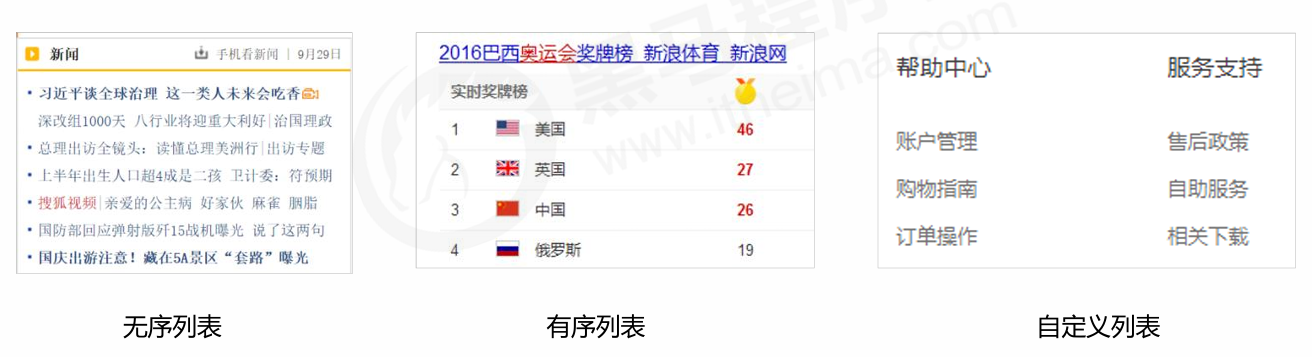 新闻
手机看新闻 | 9月29日
习近平谈全球治理 这一类人未来会吃香
深改组1000天 八行业将迎重大利好|治国理政
总理出访全镜头：读懂总理美洲行|出访专题
上半年出生人口超4成是二孩 卫计委：符预期
搜狐视频|亲爱的公主病 好家伙 麻雀 胭脂
国防部回应弹射版歼15战机曝光 说了这两句
国庆出游注意！藏在5A景区“套路”曝光
无序列表
2016巴西奥运会奖牌榜_新浪体育_新浪网
实时奖牌榜
1 美国 46
2 英国 27
3 中国 26
4 俄罗斯 19
有序列表
帮助中心 服务支持
账户管理 售后政策
购物指南 自助服务
订单操作 相关下载
自定义列表
黑马程序
www.itheima.com